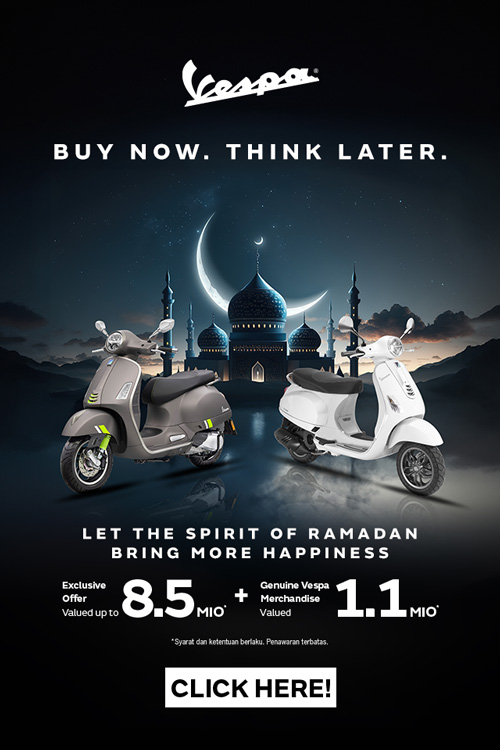 Vespa®
BUY NOW. THINK LATER.
LET THE SPIRIT OF RAMADAN
BRING MORE HAPPINESS
Exclusive
Offer
Valued up to 8.5 MIO*
+
Genuine Vespa
Merchandise
Valued 1.1 MIO*
*Syarat dan ketentuan berlaku. Penawaran terbatas.
CLICK HERE!